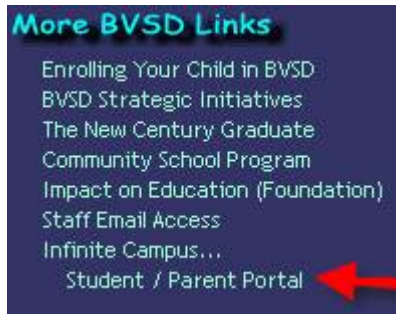 More BVSD Links
Enrolling Your Child in BVSD
BVSD Strategic Initiatives
The New Century Graduate
Community School Program
Impact on Education (Foundation)
Staff Email Access
Infinite Campus...
Student / Parent Portal